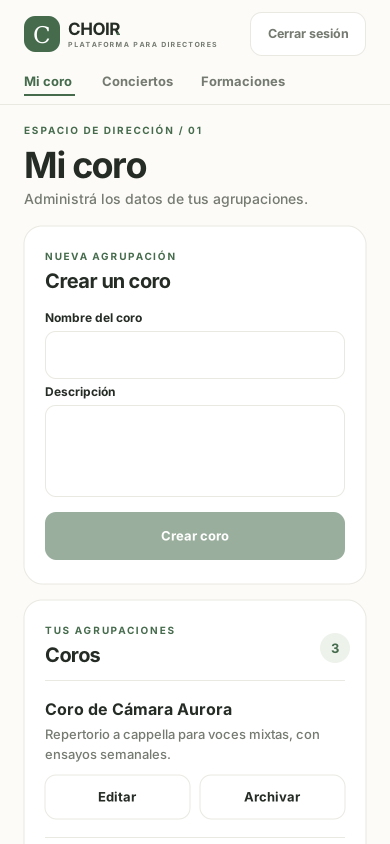 C
CHOIR
PLATAFORMA PARA DIRECTORES
Cerrar sesión
Mi coro
Conciertos
Formaciones
ESPACIO DE DIRECCIÓN / 01
Mi coro
Administrá los datos de tus agrupaciones.
NUEVA AGRUPACIÓN
Crear un coro
Nombre del coro
Descripción
Crear coro
TUS AGRUPACIONES
Coros
3
Coro de Cámara Aurora
Repertorio a cappella para voces mixtas, con
ensayos semanales.
Editar
Archivar